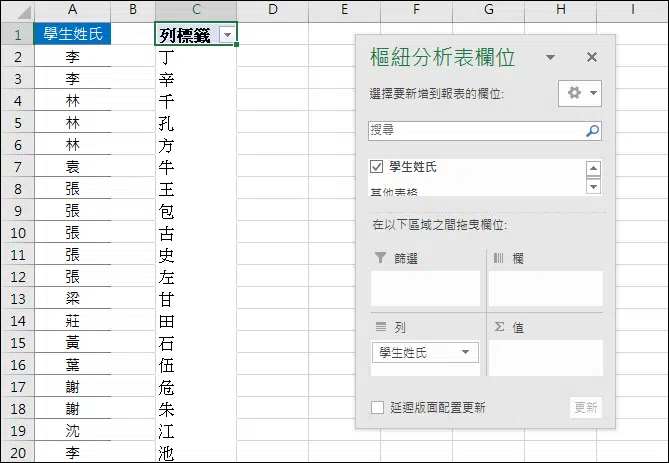 A B C D E F G H I
1 學生姓氏 列標籤
2 李 丁
3 李 辛
4 林 千
5 林 孔
6 林 方
7 袁 牛
8 張 王
9 張 包
10 張 古
11 張 史
12 張 左
13 梁 甘
14 莊 田
15 黃 石
16 葉 伍
17 謝 危
18 謝 朱
19 沈 江
20 李 池
樞紐分析表欄位
選擇要新增到報表的欄位:
搜尋
學生姓氏
其他表格
在以下區域之間拖曳欄位:
篩選 欄
列 Σ 值
學生姓氏
延遲版面配置更新 更新